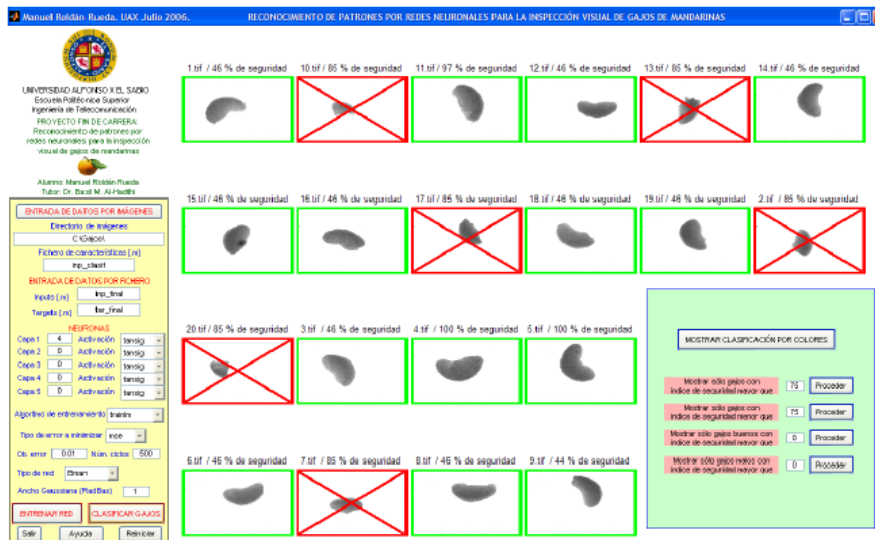 Manuel Roldán Rueda. UAX Julio 2006. RECONOCIMIENTO DE PATRONES POR REDES NEURONALES PARA LA INSPECCIÓN VISUAL DE GAJOS DE MANDARINAS
UNIVERSIDAD ALFONSO X EL SABIO
Escuela Politécnica Superior
Ingeniería de Telecomunicación
PROYECTO FIN DE CARRERA:
Reconocimiento de patrones por
redes neuronales para la inspección
visual de gajos de mandarinas
Alumno: Manuel Roldán Rueda
Tutor: Dr. Basil M. Al-Hadithi
ENTRADA DE DATOS POR IMÁGENES
Directorio de imágenes
C:\Gajos\
Fichero de características [.m]
inp_clasif
ENTRADA DE DATOS POR FICHERO
Inputs [.m] inp_final
Targets [.m] tar_final
NEURONAS
Capa 1 4 Activación tansig
Capa 2 0 Activación tansig
Capa 3 0 Activación tansig
Capa 4 0 Activación tansig
Capa 5 0 Activación tansig
Algoritmo de entrenamiento trainlm
Tipo de error a minimizar mse
Ob. error 0.01 Núm. ciclos 500
Tipo de red Elman
Ancho Gaussiana (RedBas) 1
ENTRENAR RED CLASIFICAR GAJOS
Salir Ayuda Reiniciar
1.tif / 46 % de seguridad 10.tif / 85 % de seguridad 11.tif / 97 % de seguridad 12.tif / 46 % de seguridad 13.tif / 85 % de seguridad 14.tif / 46 % de seguridad
15.tif / 46 % de seguridad 16.tif / 46 % de seguridad 17.tif / 85 % de seguridad 18.tif / 46 % de seguridad 19.tif / 46 % de seguridad 2.tif / 85 % de seguridad
20.tif / 85 % de seguridad 3.tif / 46 % de seguridad 4.tif / 100 % de seguridad 5.tif / 100 % de seguridad
6.tif / 46 % de seguridad 7.tif / 85 % de seguridad 8.tif / 46 % de seguridad 9.tif / 44 % de seguridad
MOSTRAR CLASIFICACIÓN POR COLORES
Mostrar sólo gajos con
índice de seguridad mayor que 75 Proceder
Mostrar sólo gajos con
índice de seguridad menor que 75 Proceder
Mostrar sólo gajos buenos con
índice de seguridad mayor que 0 Proceder
Mostrar sólo gajos malos con
índice de seguridad mayor que 0 Proceder